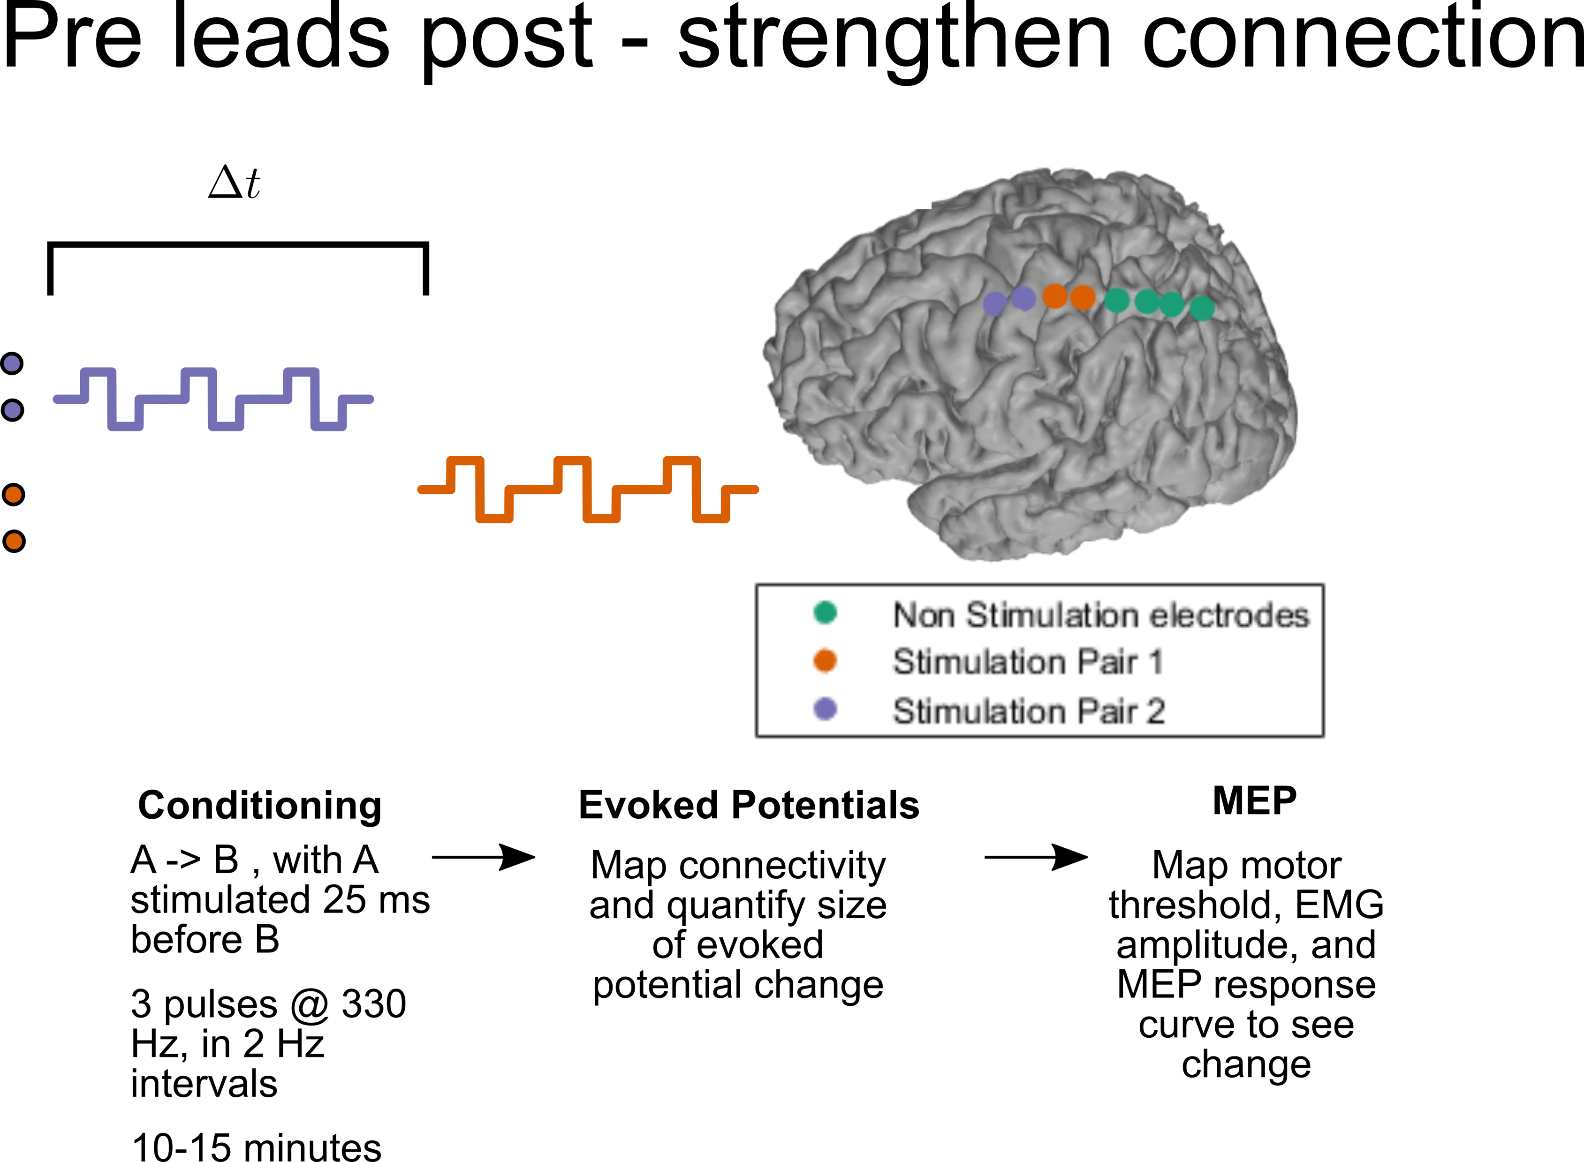 Pre leads post - strengthen connection
Δt
Non Stimulation electrodes
Stimulation Pair 1
Stimulation Pair 2
Conditioning
A -> B , with A
stimulated 25 ms
before B
3 pulses @ 330
Hz, in 2 Hz
intervals
10-15 minutes
Evoked Potentials
Map connectivity
and quantify size
of evoked
potential change
MEP
Map motor
threshold, EMG
amplitude, and
MEP response
curve to see
change